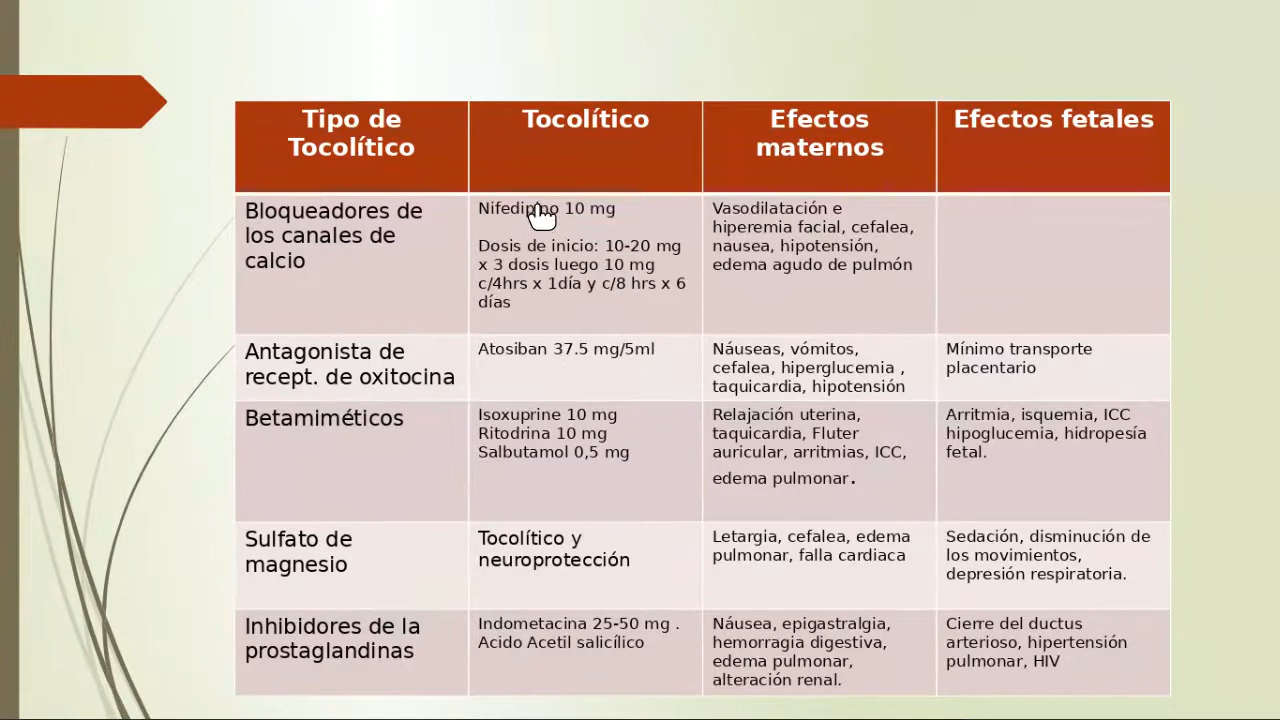 Tipo de
Tocolítico
Tocolítico
Efectos
maternos
Efectos fetales
Bloqueadores de
los canales de
calcio
Nifedipino 10 mg
Dosis de inicio: 10-20 mg
x 3 dosis luego 10 mg
c/4hrs x 1día y c/8 hrs x 6
días
Vasodilatación e
hiperemia facial, cefalea,
nausea, hipotensión,
edema agudo de pulmón
Antagonista de
recept. de oxitocina
Atosiban 37.5 mg/5ml
Náuseas, vómitos,
cefalea, hiperglucemia ,
taquicardia, hipotensión
Mínimo transporte
placentario
Betamiméticos
Isoxuprine 10 mg
Ritodrina 10 mg
Salbutamol 0,5 mg
Relajación uterina,
taquicardia, Fluter
auricular, arritmias, ICC,
edema pulmonar.
Arritmia, isquemia, ICC
hipoglucemia, hidropesía
fetal.
Sulfato de
magnesio
Tocolítico y
neuroprotección
Letargia, cefalea, edema
pulmonar, falla cardiaca
Sedación, disminución de
los movimientos,
depresión respiratoria.
Inhibidores de la
prostaglandinas
Indometacina 25-50 mg .
Acido Acetil salicílico
Náusea, epigastralgia,
hemorragia digestiva,
edema pulmonar,
alteración renal.
Cierre del ductus
arterioso, hipertensión
pulmonar, HIV